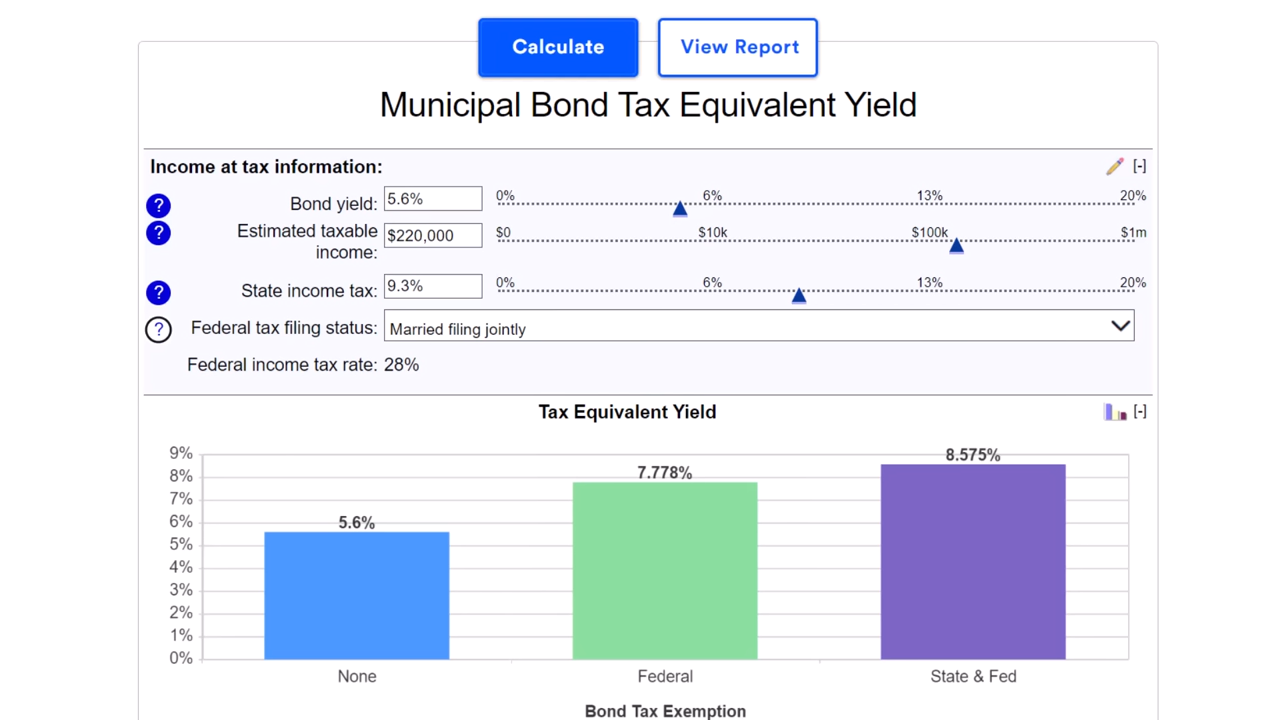 Calculate View Report
Municipal Bond Tax Equivalent Yield
Income at tax information: [-]
? Bond yield: 5.6% 0% 6% 13% 20%
? Estimated taxable income: $220,000 $0 $10k $100k $1m
? State income tax: 9.3% 0% 6% 13% 20%
? Federal tax filing status: Married filing jointly
Federal income tax rate: 28%
Tax Equivalent Yield [-]
9%
8%
7%
6%
5%
4%
3%
2%
1%
0%
5.6%
7.778%
8.575%
None Federal State & Fed
Bond Tax Exemption